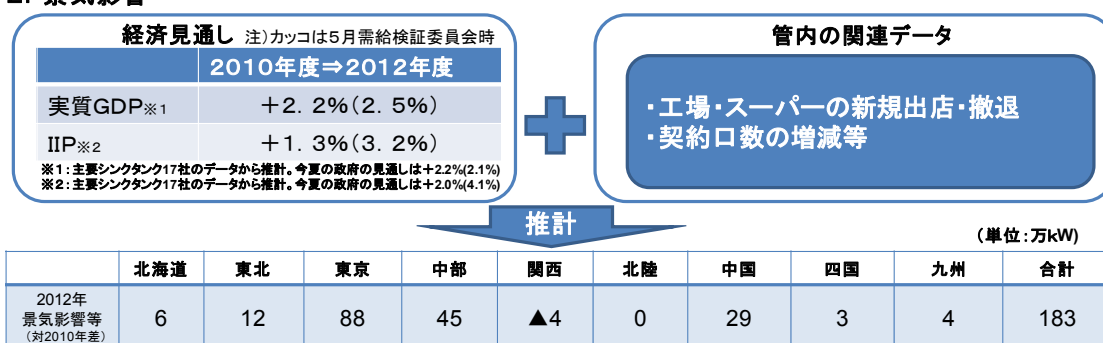 2. 景気影響
経済見通し 注)カッコは5月需給検証委員会時
2010年度⇒2012年度
実質GDP※1 +2.2%(2.5%)
IIP※2 +1.3%(3.2%)
※1:主要シンクタンク17社のデータから推計。今夏の政府の見通しは+2.2%(2.1%)
※2:主要シンクタンク17社のデータから推計。今夏の政府の見通しは+2.0%(4.1%)
管内の関連データ
・工場・スーパーの新規出店・撤退
・契約口数の増減等
推計
(単位:万kW)
北海道 東北 東京 中部 関西 北陸 中国 四国 九州 合計
2012年
景気影響等
(対2010年差)
6 12 88 45 ▲4 0 29 3 4 183